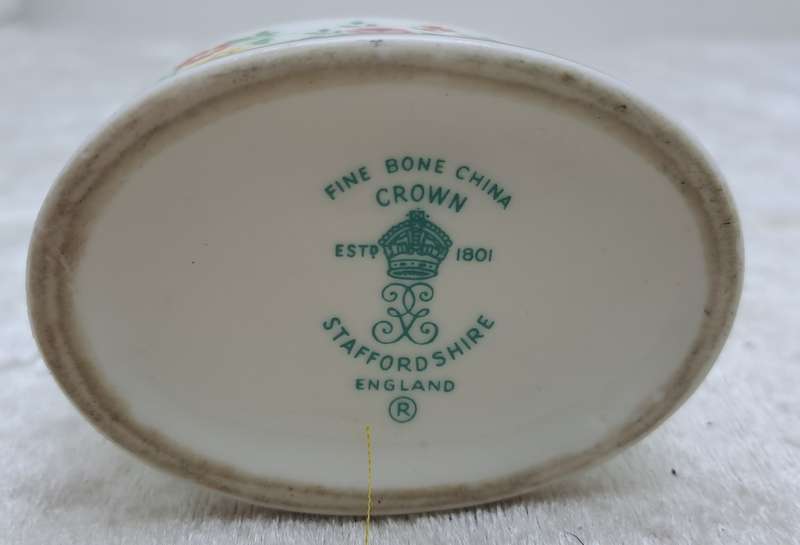 FINE BONE CHINA
CROWN
ESTD 1801
STAFFORDSHIRE
ENGLAND
®